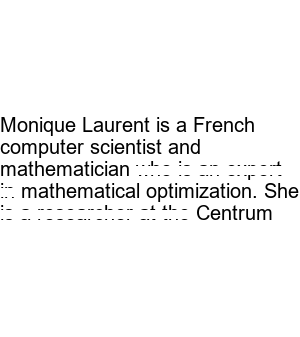 Monique Laurent is a French
computer scientist and
mathematician who is an expert
in mathematical optimization. She
is a researcher at the Centrum